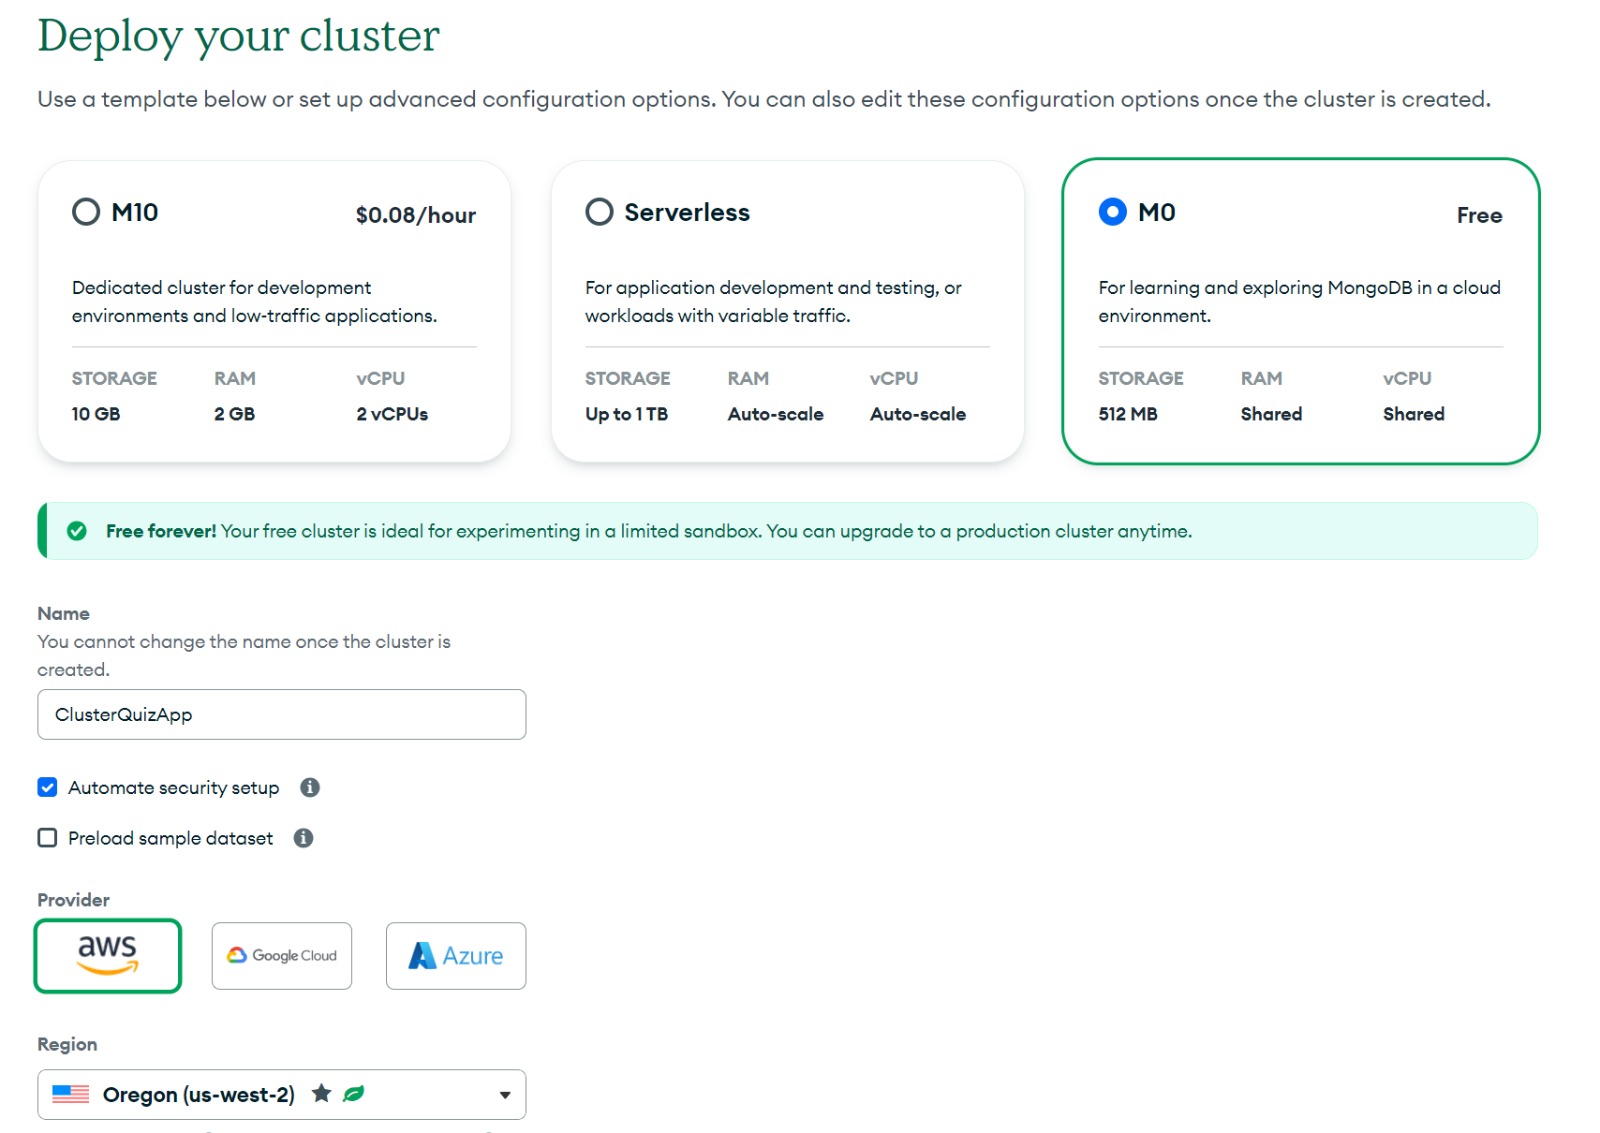 Deploy your cluster
Use a template below or set up advanced configuration options. You can also edit these configuration options once the cluster is created.
M10
$0.08/hour
Dedicated cluster for development
environments and low-traffic applications.
STORAGE RAM vCPU
10 GB 2 GB 2 vCPUs
Serverless
For application development and testing, or
workloads with variable traffic.
STORAGE RAM vCPU
Up to 1 TB Auto-scale Auto-scale
M0
Free
For learning and exploring MongoDB in a cloud
environment.
STORAGE RAM vCPU
512 MB Shared Shared
Free forever! Your free cluster is ideal for experimenting in a limited sandbox. You can upgrade to a production cluster anytime.
Name
You cannot change the name once the cluster is
created.
ClusterQuizApp
Automate security setup
Preload sample dataset
Provider
aws
Google Cloud
Azure
Region
Oregon (us-west-2)